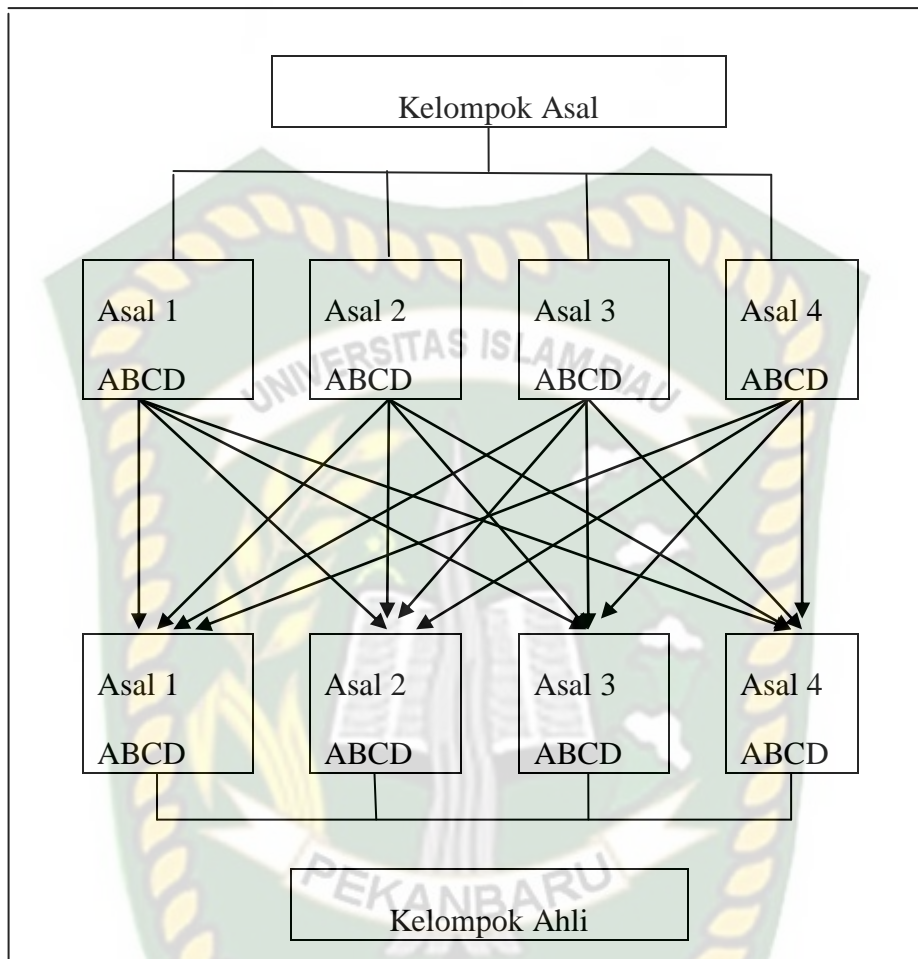 Kelompok Asal
Asal 1
ABCD
Asal 2
ABCD
Asal 3
ABCD
Asal 4
ABCD
UNIVERSITAS ISLAM RIAU
Asal 1
ABCD
Asal 2
ABCD
Asal 3
ABCD
Asal 4
ABCD
PEKANBARU
Kelompok Ahli